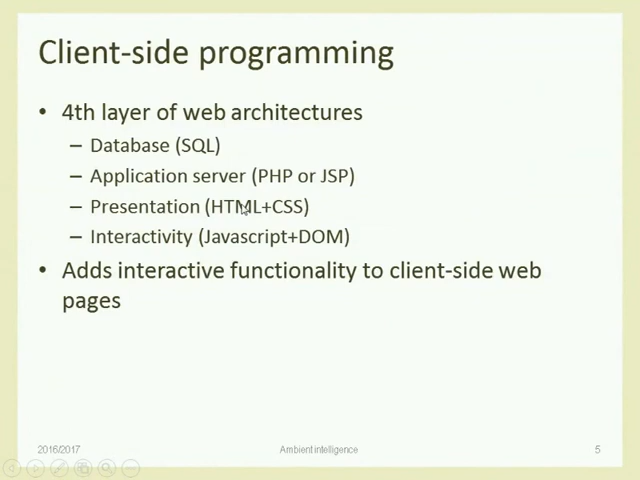 Client-side programming
• 4th layer of web architectures
– Database (SQL)
– Application server (PHP or JSP)
– Presentation (HTML+CSS)
– Interactivity (Javascript+DOM)
• Adds interactive functionality to client-side web
pages
2016/2017
Ambient intelligence
5